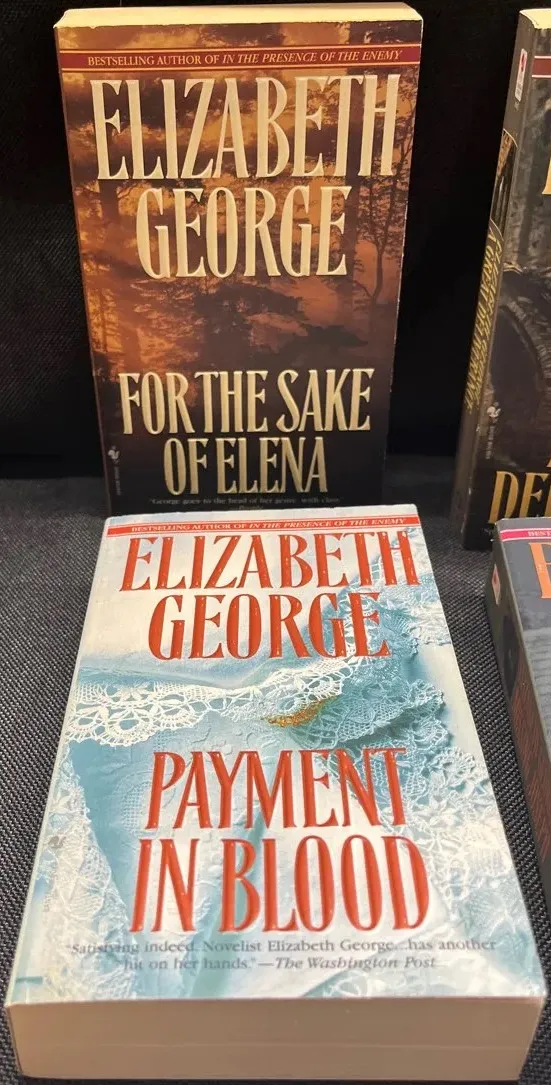 BESTSELLING AUTHOR OF IN THE PRESENCE OF THE ENEMY
ELIZABETH
GEORGE
FOR THE SAKE
OF ELENA
"George goes to the head of her genre, with class
BESTSELLING AUTHOR OF IN THE PRESENCE OF THE ENEMY
ELIZABETH
GEORGE
PAYMENT
IN BLOOD
"Satisfying indeed. Novelist Elizabeth George...has another
hit on her hands."—The Washington Post